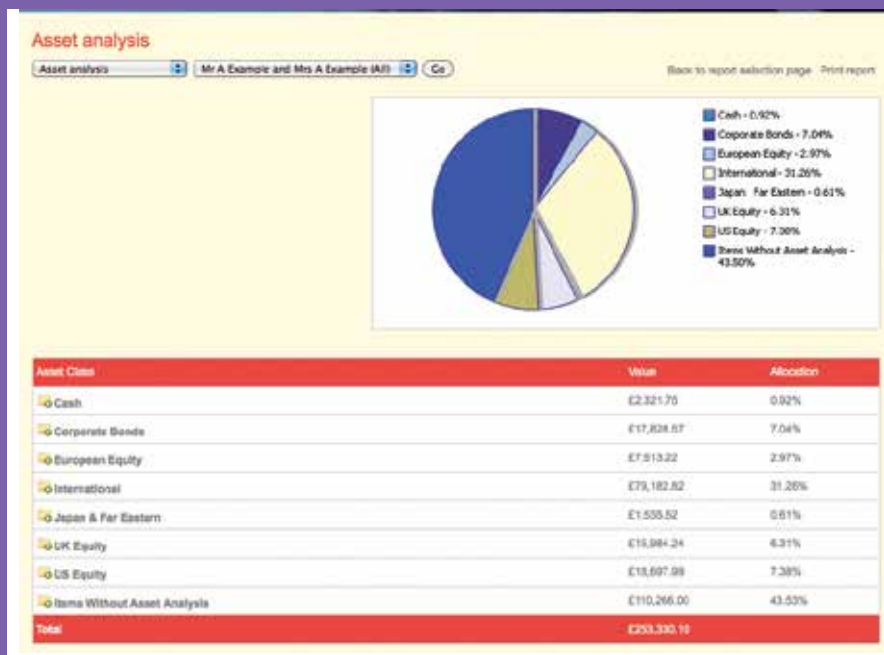 Asset analysis
Asset analysis Mr A Example and Mrs A Example (All) Go
Back to report selection page Print report
Cash - 0.92%
Corporate Bonds - 7.04%
European Equity - 2.97%
International - 31.26%
Japan Far Eastern - 0.61%
UK Equity - 6.31%
US Equity - 7.38%
Items Without Asset Analysis -
43.50%
Asset Class Value Allocation
Cash £2,321.75 0.92%
Corporate Bonds £17,828.57 7.04%
European Equity £7,513.22 2.97%
International £79,182.82 31.26%
Japan & Far Eastern 0.61%
UK Equity £15,984.24 6.31%
US Equity £18,697.99 7.38%
Items Without Asset Analysis £110,266.00 43.53%
Total £253,330.10